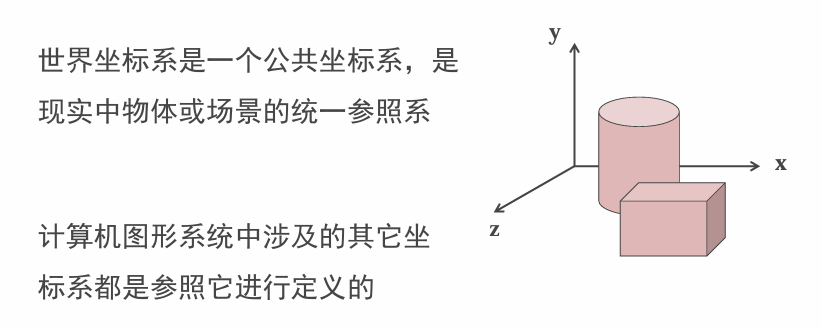 世界坐标系是一个公共坐标系，是
现实中物体或场景的统一参照系
计算机图形系统中涉及的其它坐
标系都是参照它进行定义的
y
x
z